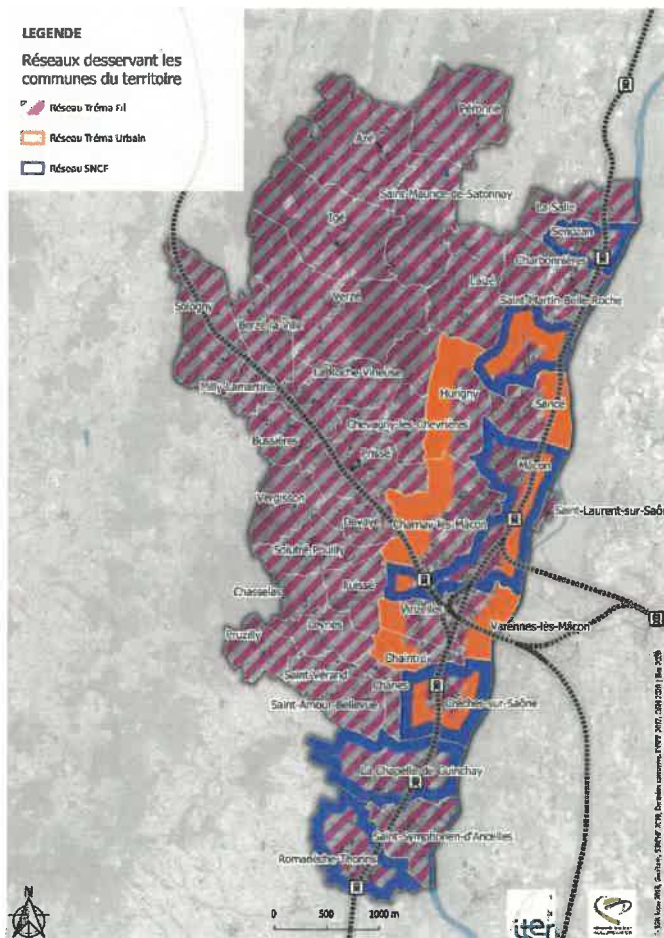 LEGENDE
Réseaux desservant les
communes du territoire
Réseau Tréma Fil
Réseau Tréma Urbain
Réseau SNCF
Péronne
Azé
Saint-Maurice-de-Satonnay
Igé
La Salle
Senozan
Charbonnières
Laizé
Saint-Martin-Belle-Roche
Verzé
Sologny
Berzé-la-Ville
La Roche-Vineuse
Milly-Lamartine
Hurigny
Sancé
Chevagny-les-Chevrières
Bussières
Prissé
Mâcon
Vergisson
Saint-Laurent-sur-Saône
Davayé
Charnay-lès-Mâcon
Solutré-Pouilly
Fuissé
Chasselas
Vinzelles
Varennes-lès-Mâcon
Leynes
Pruzilly
Chaintré
Saint-Vérand
Chânes
Crêches-sur-Saône
Saint-Amour-Bellevue
La Chapelle-de-Guinchay
Saint-Symphorien-d'Ancelles
Romanèche-Thorins
N
0 500 1000 m
iter